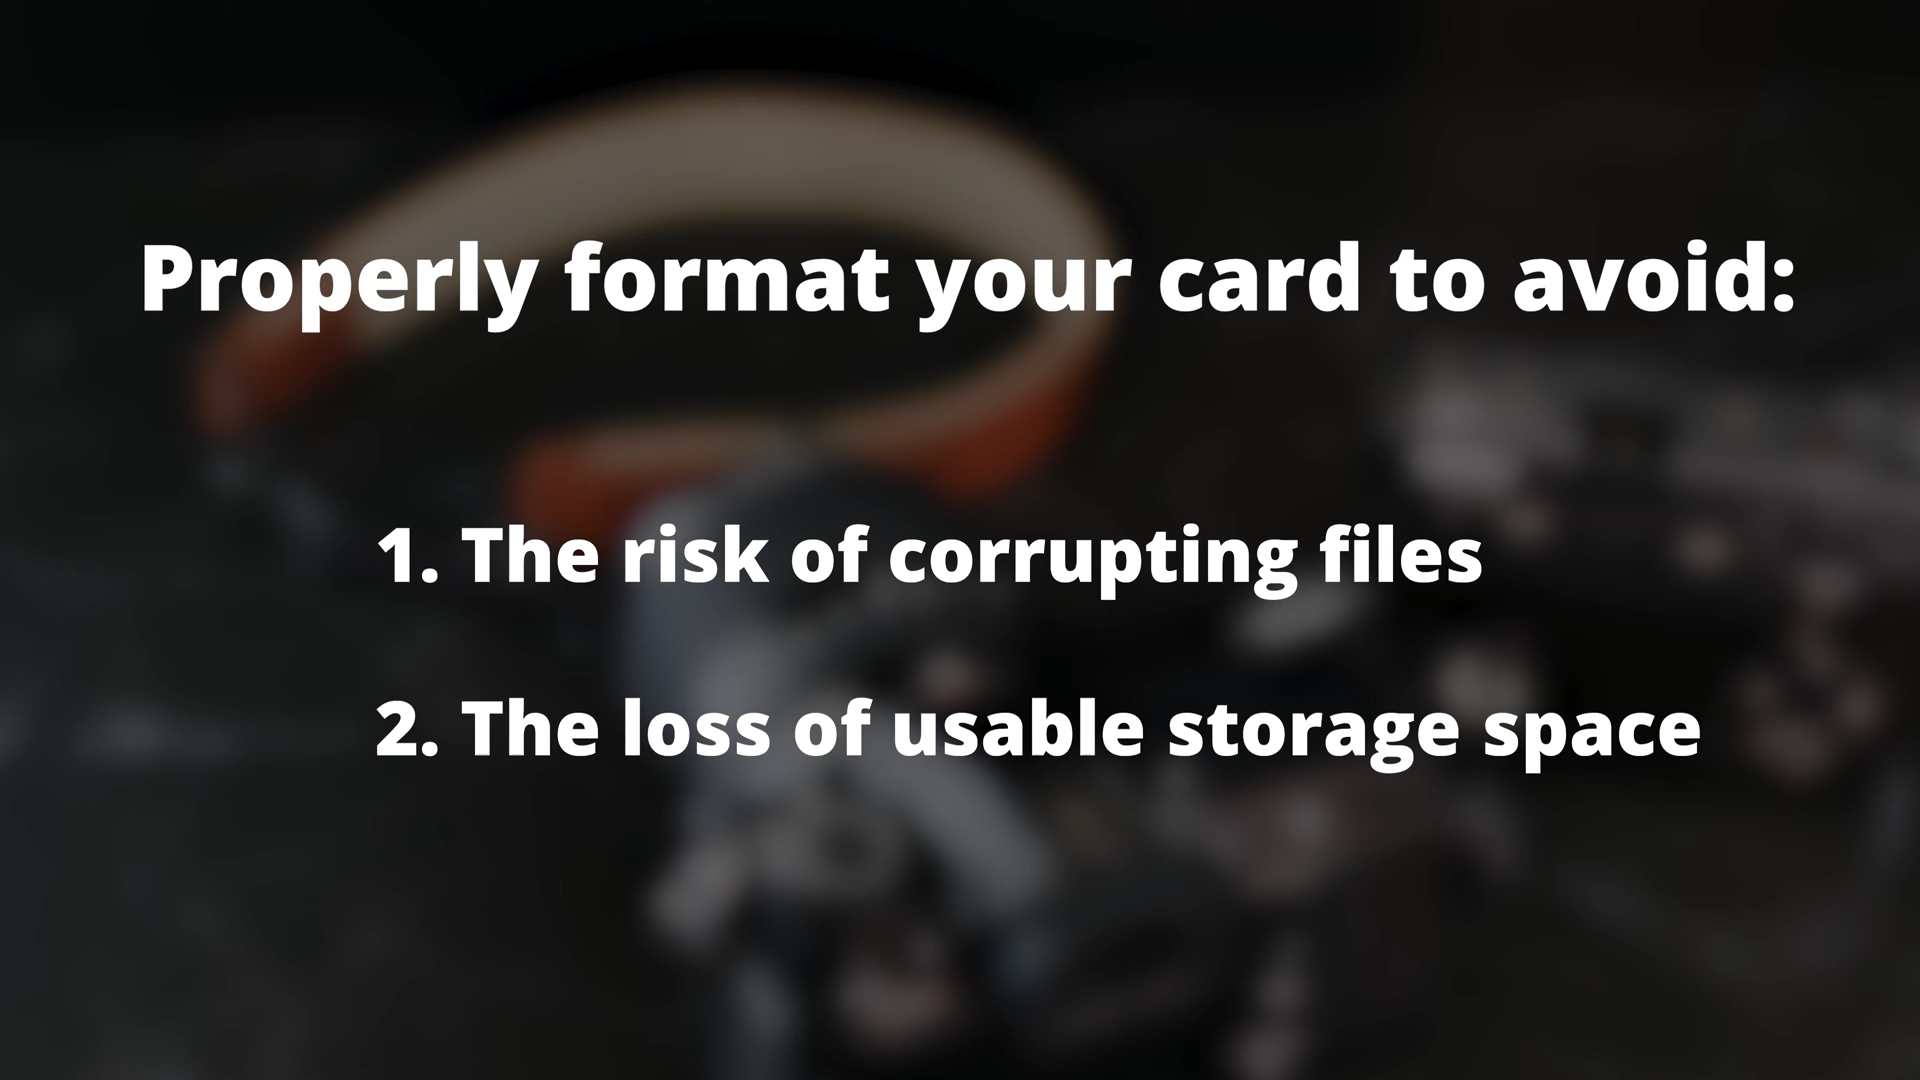 Properly format your card to avoid:
1. The risk of corrupting files
2. The loss of usable storage space